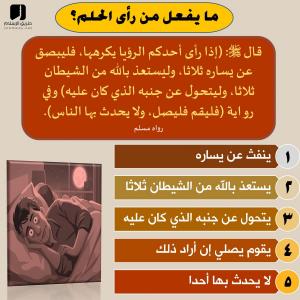 طريق الإسلام
ما يفعل من رأى الحلم؟
قال ﷺ: (إذا رأى أحدكم الرؤيا يكرهها، فليبصق
عن يساره ثلاثا، وليستعذ بالله من الشيطان
ثلاثا، وليتحول عن جنبه الذي كان عليه) وفي
رواية (فليقم فليصل، ولا يحدث بها الناس).
رواه مسلم
١ ينفث عن يساره
٢ يستعذ بالله من الشيطان ثلاثا
٣ يتحول عن جنبه الذي كان عليه
٤ يقوم يصلي إن أراد ذلك
٥ لا يحدث بها أحدا